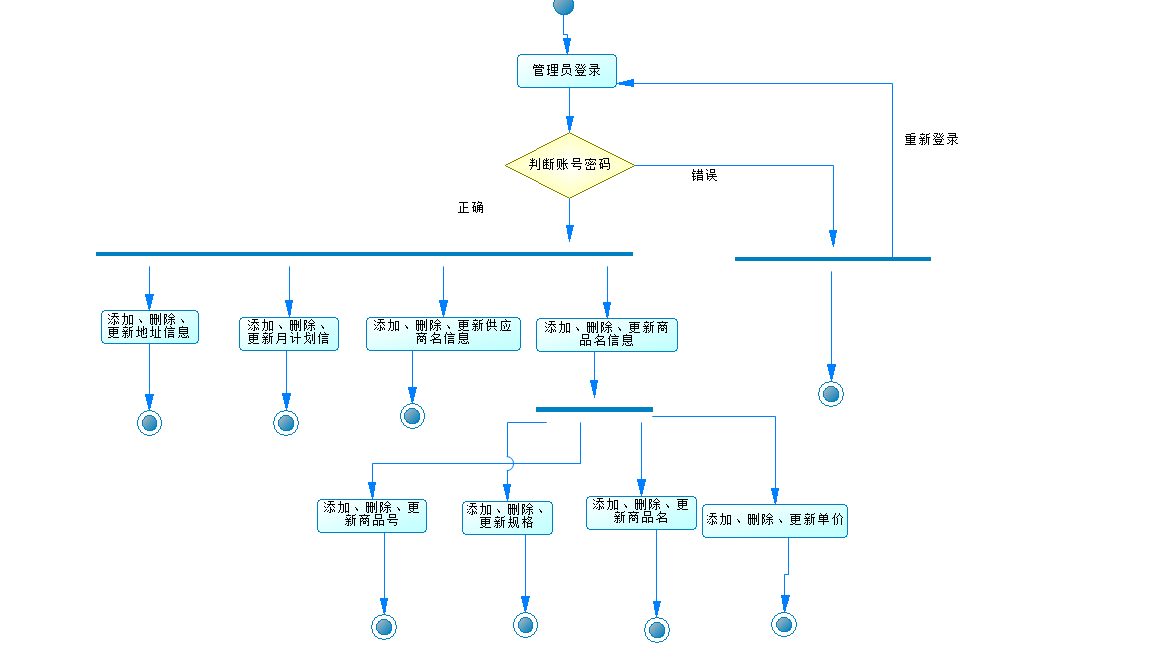 管理员登录
重新登录
判断账号密码
错误
正确
添加、删除、
更新地址信息
添加、删除、
更新月计划信
添加、删除、更新供应
商名信息
添加、删除、更新商
品名信息
添加、删除、更
新商品号
添加、删除、
更新规格
添加、删除、更
新商品名
添加、删除、更新单价